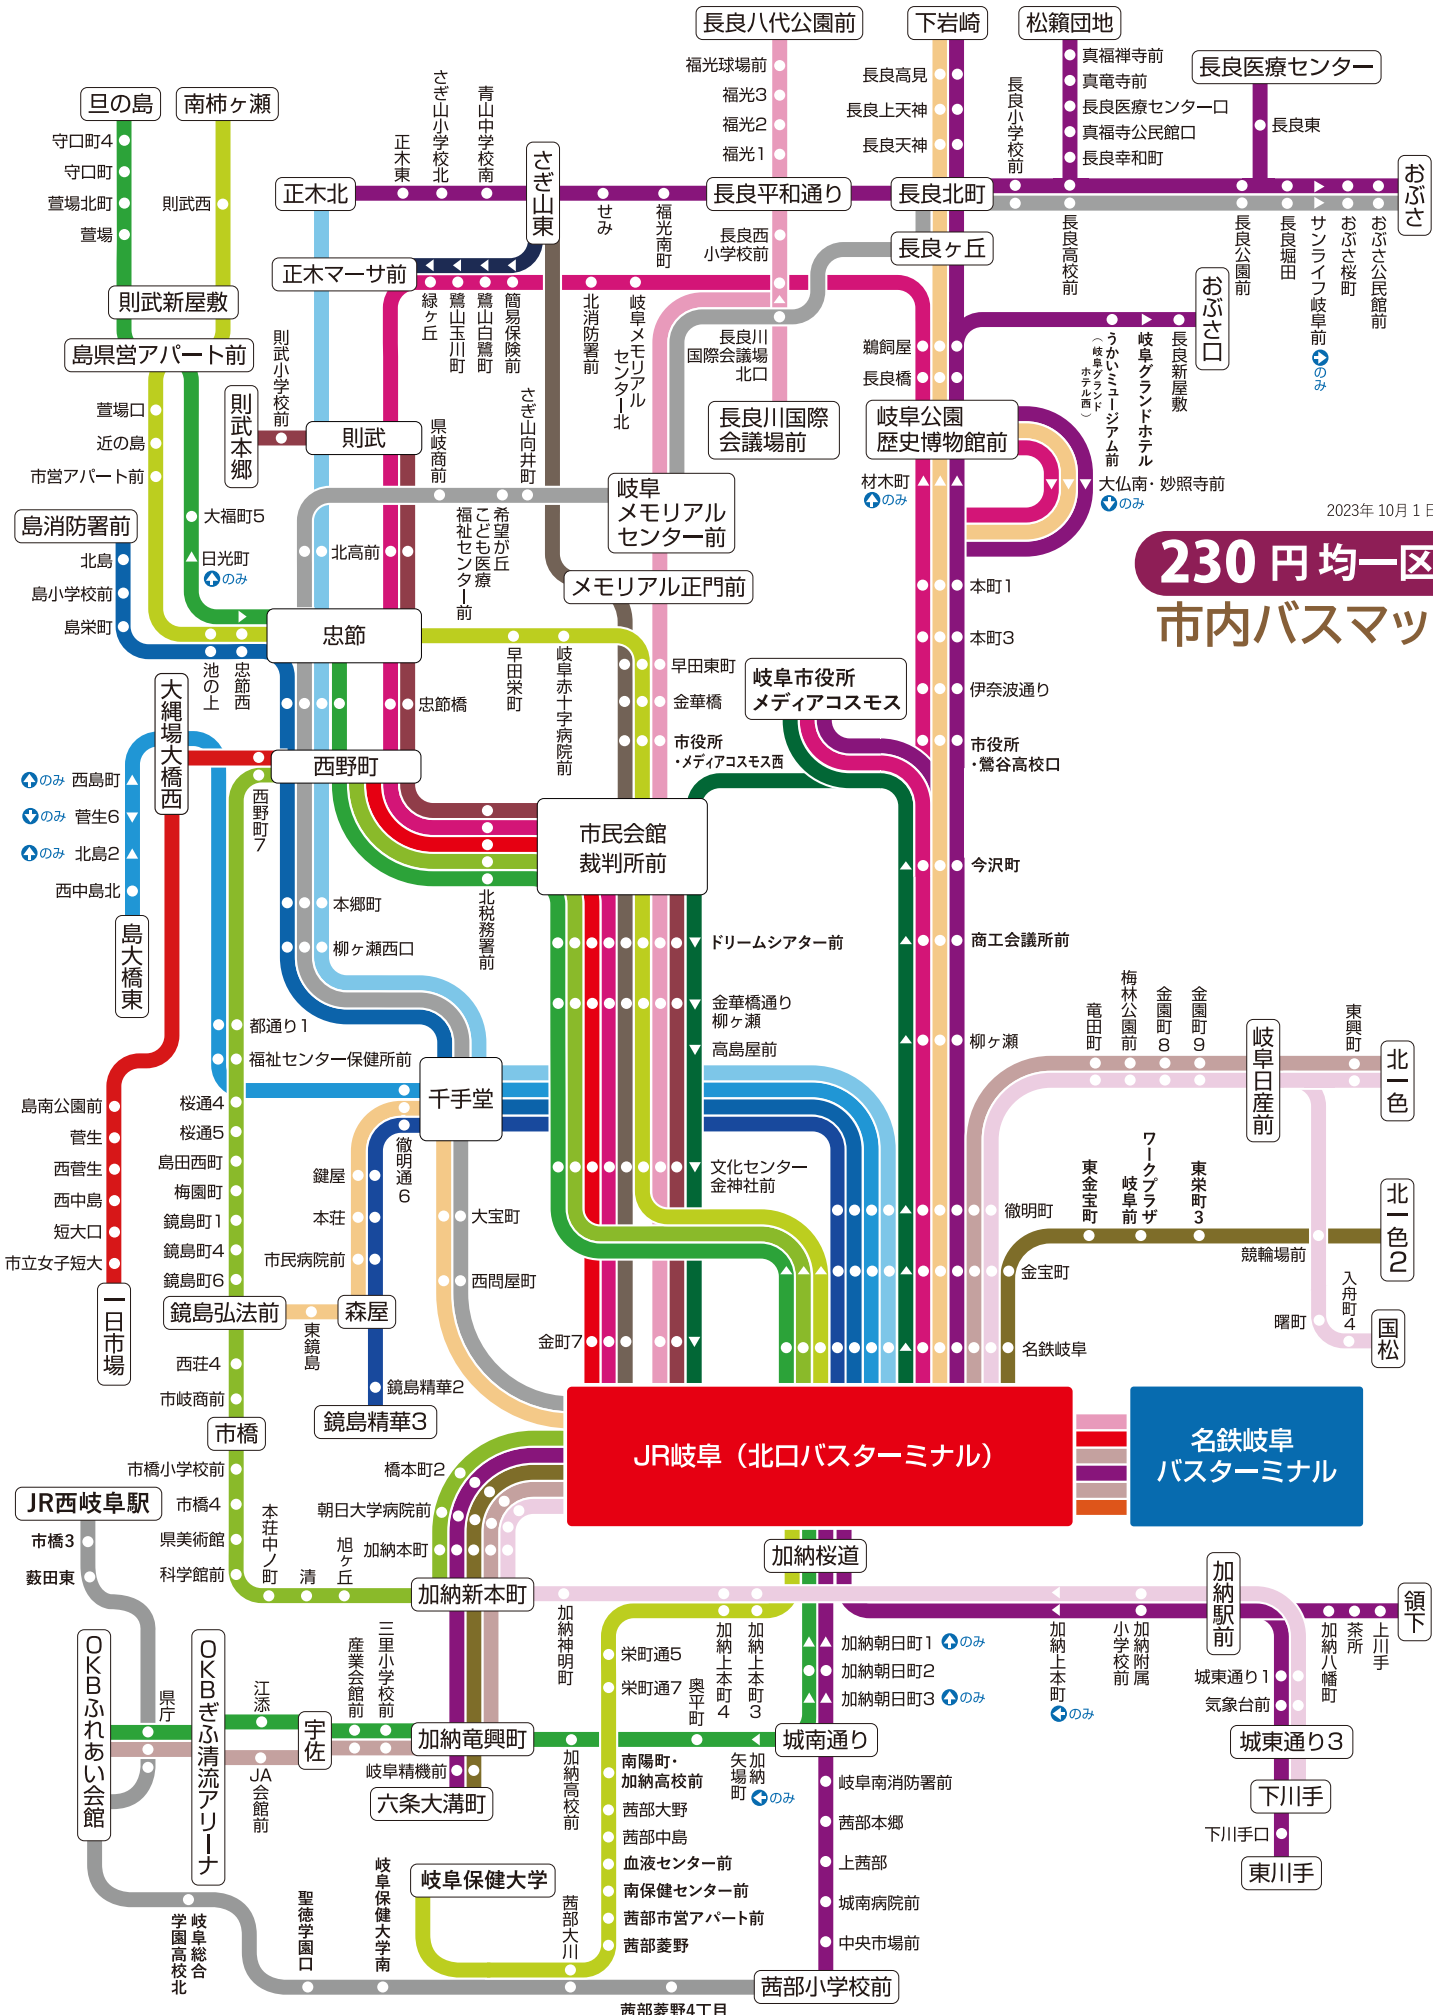 長良八代公園前
下岩崎
松籟団地
福光球場前
福光3
福光2
福光1
長良高見
長良上天神
長良天神
長良小学校前
真福禅寺前
真竜寺前
長良医療センター口
真福寺公民館口
長良幸和町
長良医療センター
長良東
旦の島
南柿ヶ瀬
守口町4
守口町
萱場北町
萱場
則武西
正木東
さぎ山小学校北
青山中学校南
正木北
さぎ山東
せみ
福光南町
長良平和通り
長良北町
おぶさ
長良西
小学校前
長良ヶ丘
長良高校前
長良公園前
長良堀田
サンライフ岐阜前
のみ
おぶさ桜町
おぶさ公民館前
正木マーサ前
則武新屋敷
島県営アパート前
緑ヶ丘
鷺山玉川町
鷺山白鷺町
簡易保険前
北消防署前
岐阜メモリアル
センター北
長良川
国際会議場
北口
鵜飼屋
長良橋
うかいミュージアム前
（岐阜グランド
ホテル西）
岐阜グランドホテル
長良新屋敷
おぶさ口
則武小学校前
則武本郷
則武
萱場口
近の島
市営アパート前
県岐商前
さぎ山向井町
長良川国際
会議場前
岐阜公園
歴史博物館前
材木町
のみ
大仏南・妙照寺前
のみ
2023年10月1日
230円均一区
市内バスマッ
島消防署前
北島
島小学校前
島栄町
大福町5
日光町
のみ
北高前
希望が丘
こども医療
福祉センター前
岐阜
メモリアル
センター前
メモリアル正門前
忠節
池の上
忠節西
早田栄町
岐阜赤十字病院前
早田東町
金華橋
市役所
・メディアコスモス西
岐阜市役所
メディアコスモス
本町1
本町3
伊奈波通り
市役所
・鶯谷高校口
忠節橋
大縄場大橋西
のみ 西島町
のみ 菅生6
のみ 北島2
西中島北
島大橋東
西野町
西野町7
市民会館
裁判所前
北税務署前
本郷町
柳ヶ瀬西口
ドリームシアター前
金華橋通り
柳ヶ瀬
高島屋前
今沢町
商工会議所前
柳ヶ瀬
都通り1
福祉センター保健所前
千手堂
徹明通6
竜田町
梅林公園前
金園町8
金園町9
岐阜日産前
東興町
北一色
島南公園前
菅生
西菅生
西中島
短大口
市立女子短大
一日市場
桜通4
桜通5
島田西町
梅園町
鏡島町1
鏡島町4
鏡島町6
鏡島弘法前
東鏡島
森屋
鍵屋
本荘
市民病院前
大宝町
西問屋町
文化センター
金神社前
徹明町
金宝町
名鉄岐阜
東金宝町
ワークプラザ
岐阜前
東栄町3
競輪場前
北一色2
曙町
入舟町4
国松
金町7
西荘4
市岐商前
市橋
鏡島精華2
鏡島精華3
JR岐阜（北口バスターミナル）
名鉄岐阜
バスターミナル
市橋小学校前
市橋4
県美術館
科学館前
JR西岐阜駅
市橋3
薮田東
橋本町2
朝日大学病院前
加納本町
本荘中ノ町
清
旭ヶ丘
加納新本町
加納桜道
加納神明町
加納上本町4
加納上本町3
加納上本町
のみ
加納附属
小学校前
加納駅前
加納八幡町
茶所
上川手
領下
OKBふれあい会館
県庁
OKBぎふ清流アリーナ
江添
JA会館前
宇佐
産業会館前
三里小学校前
加納竜興町
岐阜精機前
六条大溝町
加納高校前
栄町通5
栄町通7
奥平町
加納
矢場町
のみ
加納朝日町1 のみ
加納朝日町2
加納朝日町3 のみ
城南通り
城東通り1
気象台前
城東通り3
下川手
下川手口
東川手
南陽町・
加納高校前
茜部大野
茜部中島
血液センター前
南保健センター前
茜部市営アパート前
茜部菱野
岐阜南消防署前
茜部本郷
上茜部
城南病院前
中央市場前
茜部小学校前
岐阜総合
学園高校北
聖徳学園口
岐阜保健大学南
岐阜保健大学
茜部大川
茜部菱野4丁目